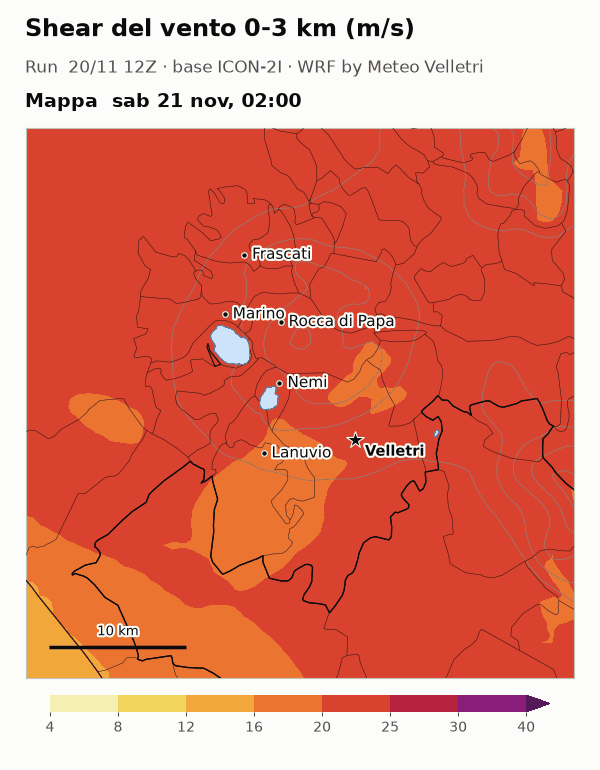 Shear del vento 0-3 km (m/s)
Run  20/11 12Z · base ICON-2I · WRF by Meteo Velletri
Mappa  sab 21 nov, 02:00
Frascati
Marino
Rocca di Papa
Nemi
Velletri
Lanuvio
10 km
4 8 12 16 20 25 30 40